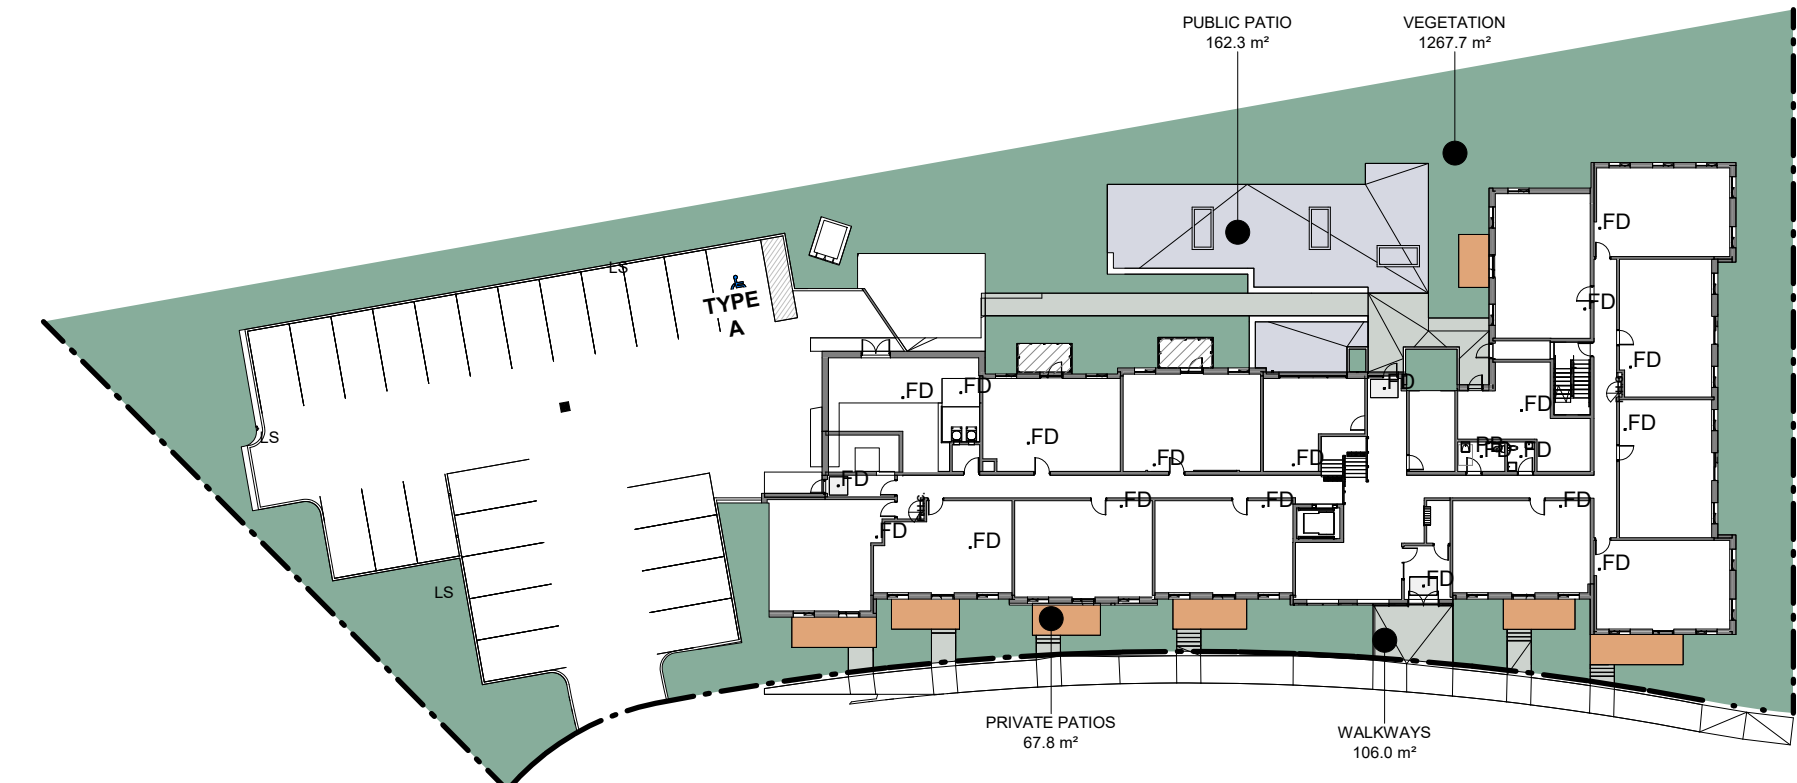 PUBLIC PATIO
162.3 m²
VEGETATION
1267.7 m²
.FD
LS
.FD
TYPE
A
.FD
.FD
.FD
.FD
.FD
.FD
LS
.FD
.FD
.FD
.FD
.FD
.FD
.FD
.FD
.FD
.FD
.FD
.FD
.FD
.FD
LS
PRIVATE PATIOS
67.8 m²
WALKWAYS
106.0 m²